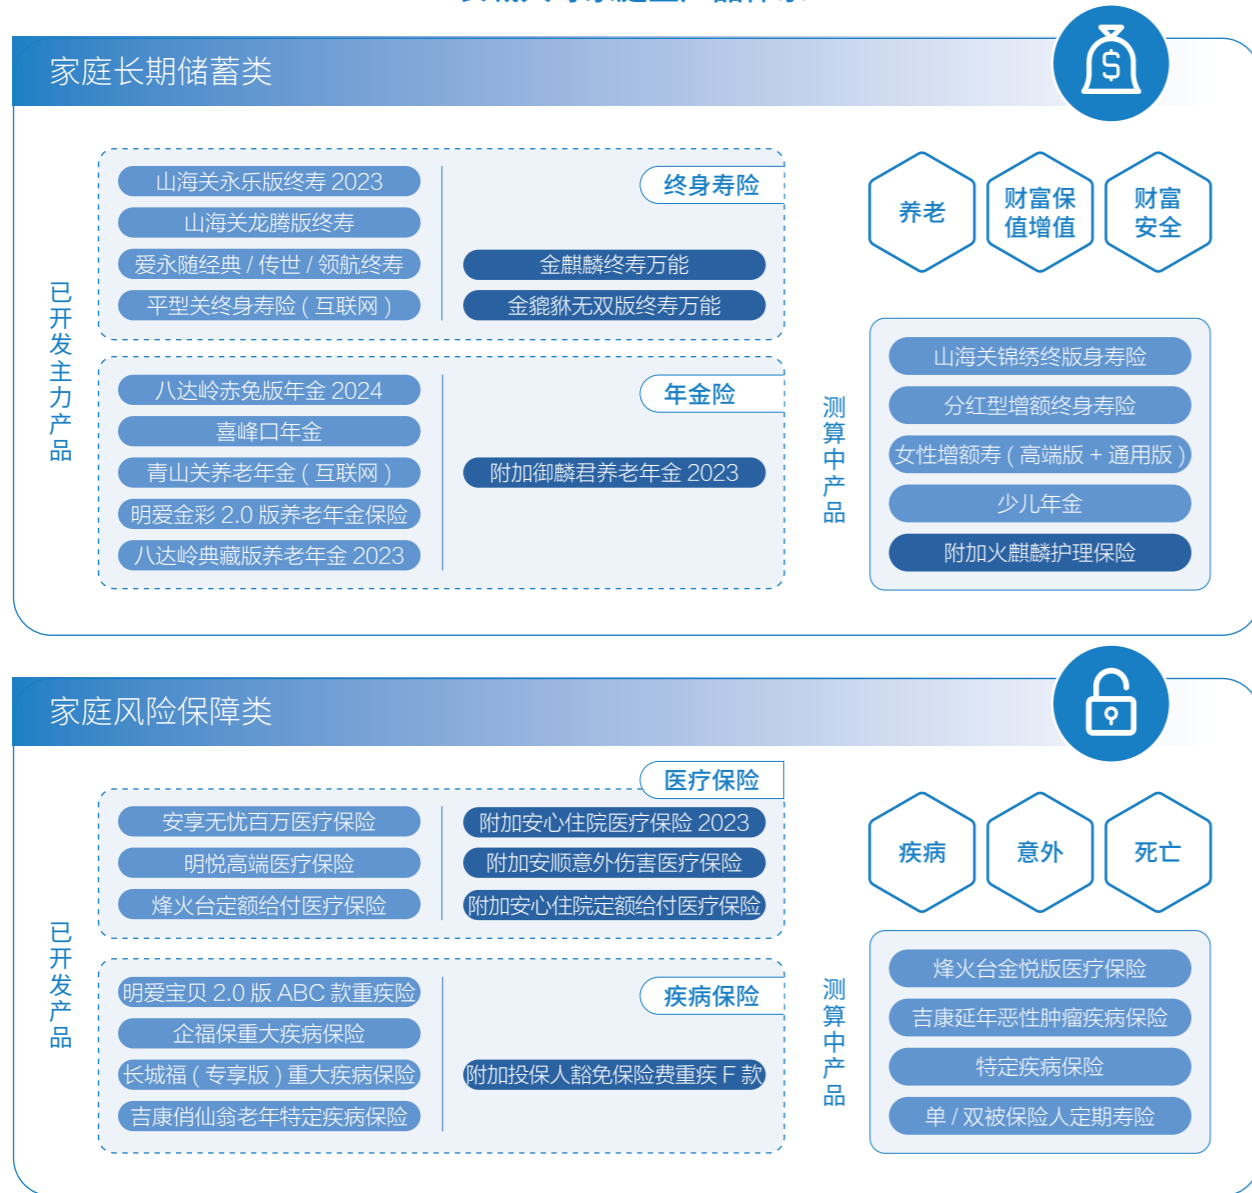 家庭长期储蓄类
已开发主力产品
终身寿险
山海关永乐版终寿 2023
山海关龙腾版终寿
爱永随经典 / 传世 / 领航终寿
平型关终身寿险 ( 互联网 )
金麒麟终寿万能
金貔貅无双版终寿万能
年金险
八达岭赤兔版年金 2024
喜峰口年金
青山关养老年金 ( 互联网 )
明爱金彩 2.0 版养老年金保险
八达岭典藏版养老年金 2023
附加御麟君养老年金 2023
养老
财富保
值增值
财富
安全
测算中产品
山海关锦绣终版身寿险
分红型增额终身寿险
女性增额寿 ( 高端版 + 通用版 )
少儿年金
附加火麒麟护理保险
家庭风险保障类
已开发产品
医疗保险
安享无忧百万医疗保险
明悦高端医疗保险
烽火台定额给付医疗保险
附加安心住院医疗保险 2023
附加安顺意外伤害医疗保险
附加安心住院定额给付医疗保险
疾病保险
明爱宝贝 2.0 版 ABC 款重疾险
企福保重大疾病保险
长城福 ( 专享版 ) 重大疾病保险
吉康俏仙翁老年特定疾病保险
附加投保人豁免保险费重疾 F 款
疾病
意外
死亡
测算中产品
烽火台金悦版医疗保险
吉康延年恶性肿瘤疾病保险
特定疾病保险
单 / 双被保险人定期寿险